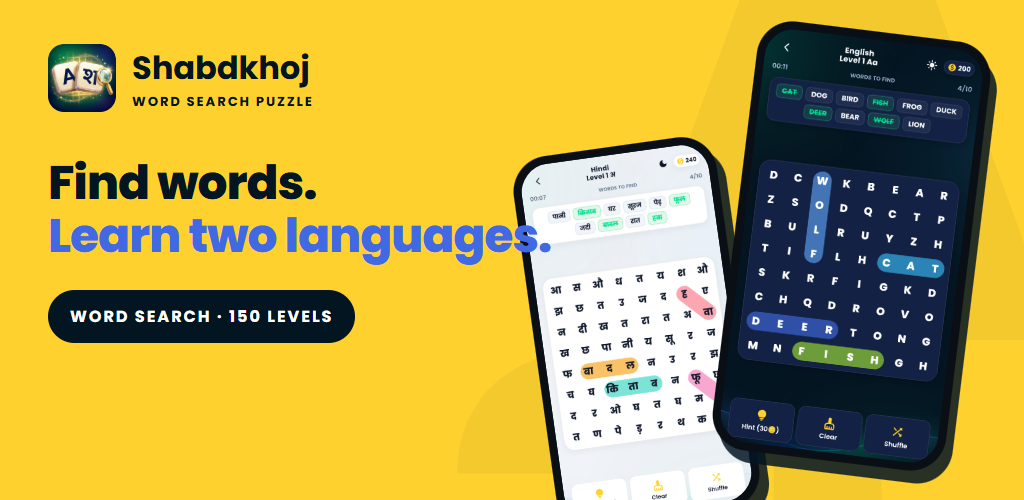 Shabdkhoj
WORD SEARCH PUZZLE
Find words.
Learn two languages.
WORD SEARCH · 150 LEVELS
Hindi
Level 1 अ
240
00:07
WORDS TO FIND
4/10
पानी किताब घर सूरज पेड़ फूल
नदी बादल रात हवा
आ स औ ध त य श ओ
झ छ त उ ज द ह ए
न दी ख त रा त अ वा
ख छ पा नी य सू र ज
फ बा द ल न उ र झ
च घ कि ता ब न फू
द र ओ घ त घ म
त ण पे ड़ र थ क
Clear
Shuffle
English
Level 1 Aa
200
00:11
WORDS TO FIND
4/10
CAT DOG BIRD FISH FROG DUCK
DEER BEAR WOLF LION
D C W K B E A R
Z S O D Q C T P
B U L R U Y Z H
T I F L H C A T
S K R F I G K D
C H Q D R O V O
D E E R T O N G
M N F I S H G H
Hint (30)
Clear
Shuffle
A श